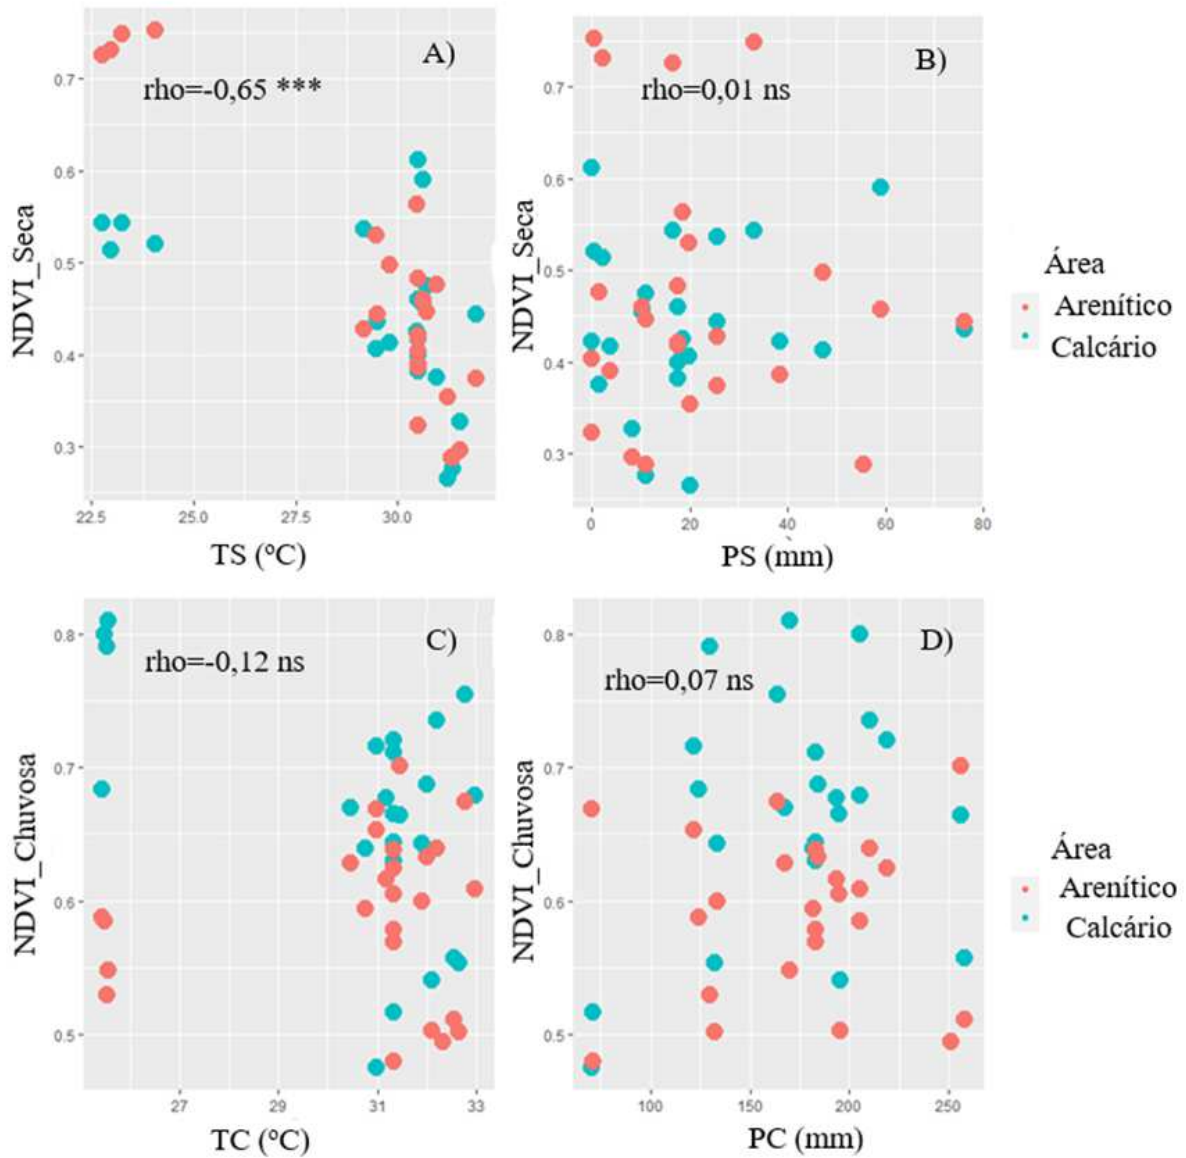 A)
rho=-0,65 ***
0.7
0.6
0.5
0.4
0.3
NDVI_Seca
22.5 25.0 27.5 30.0
TS (ºC)
B)
rho=0,01 ns
0.7
0.6
0.5
0.4
0.3
NDVI_Seca
0 20 40 60 80
PS (mm)
Área
Arenítico
Calcário
C)
rho=-0,12 ns
0.8
0.7
0.6
0.5
NDVI_Chuvosa
27 29 31 33
TC (ºC)
D)
rho=0,07 ns
0.8
0.7
0.6
0.5
NDVI_Chuvosa
100 150 200 250
PC (mm)
Área
Arenítico
Calcário